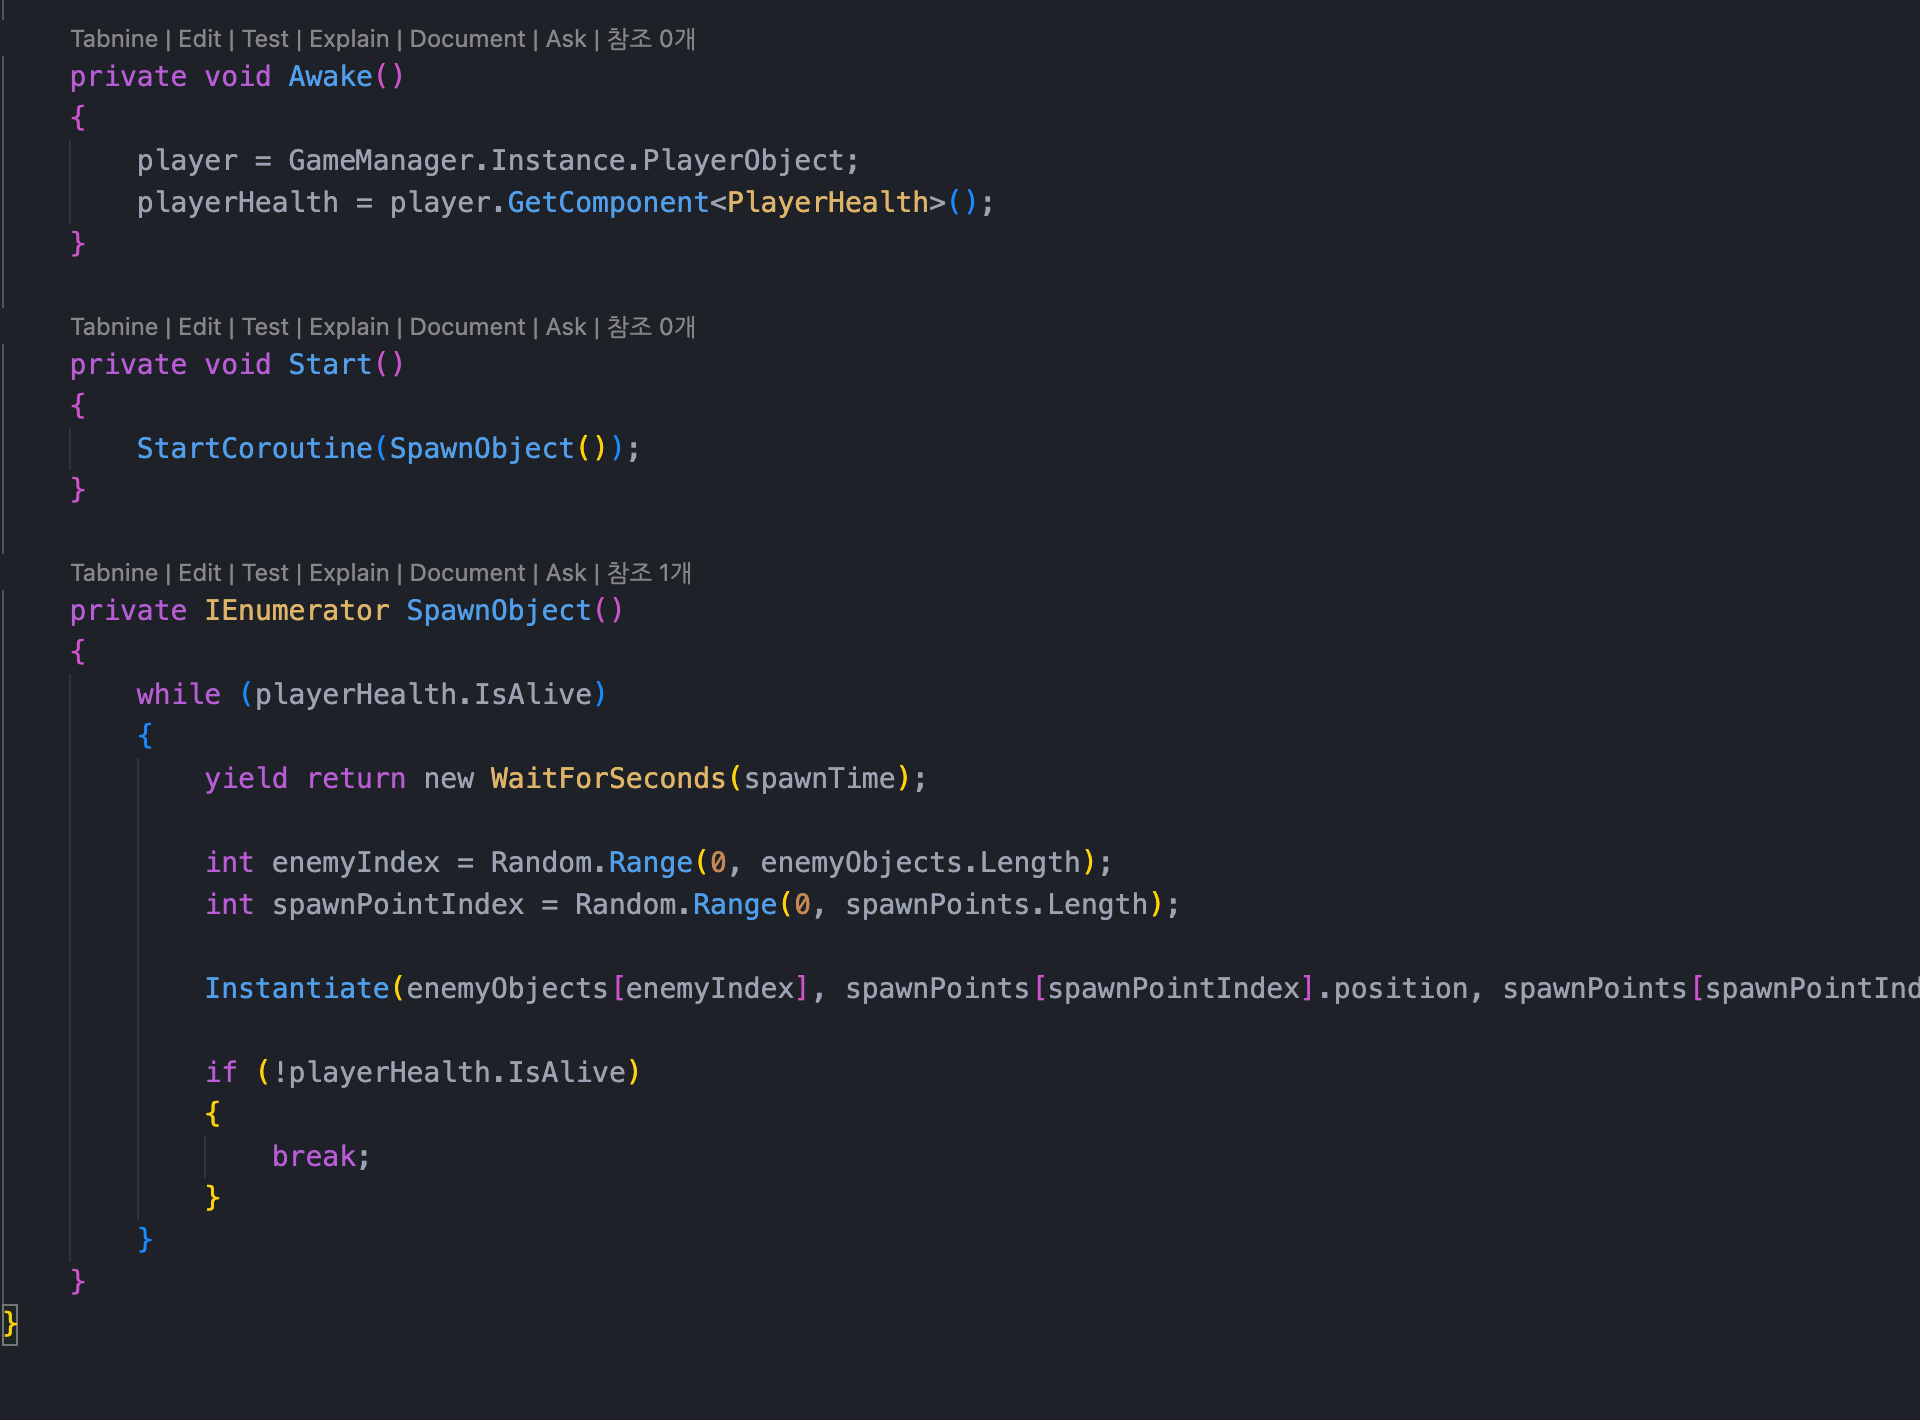 Tabnine | Edit | Test | Explain | Document | Ask | 참조 0개
private void Awake()
{
player = GameManager.Instance.PlayerObject;
playerHealth = player.GetComponent<PlayerHealth>();
}
Tabnine | Edit | Test | Explain | Document | Ask | 참조 0개
private void Start()
{
StartCoroutine(SpawnObject());
}
Tabnine | Edit | Test | Explain | Document | Ask | 참조 1개
private IEnumerator SpawnObject()
{
while (playerHealth.IsAlive)
{
yield return new WaitForSeconds(spawnTime);
int enemyIndex = Random.Range(0, enemyObjects.Length);
int spawnPointIndex = Random.Range(0, spawnPoints.Length);
Instantiate(enemyObjects[enemyIndex], spawnPoints[spawnPointIndex].position, spawnPoints[spawnPointInd
if (!playerHealth.IsAlive)
{
break;
}
}
}
}